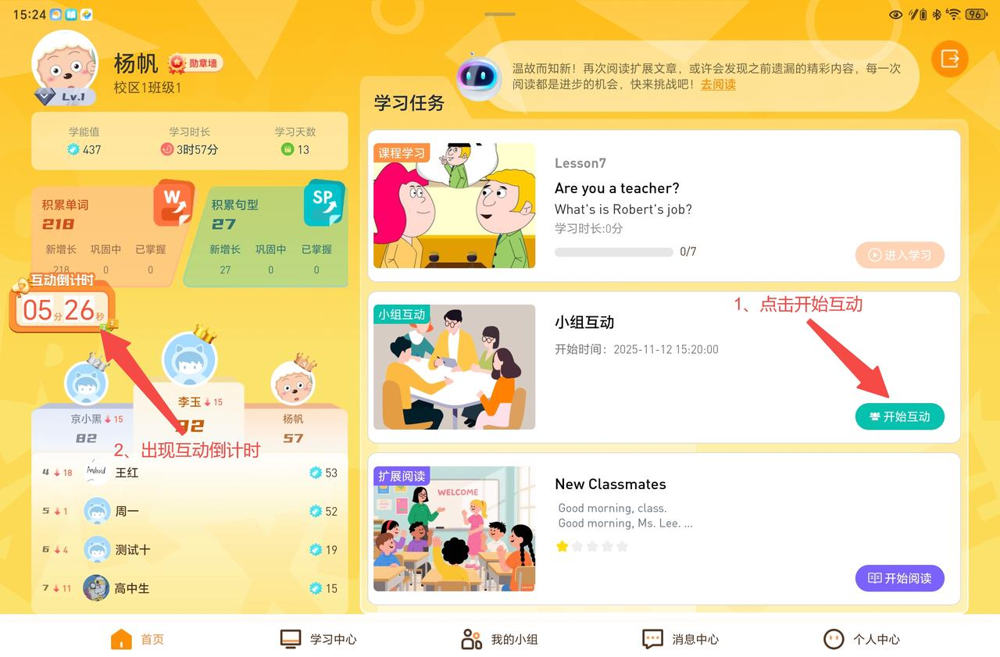 15:24
96
杨帆
勋章墙
校区1班级1
Lv.1
温故而知新！再次阅读扩展文章，或许会发现之前遗漏的精彩内容，每一次
阅读都是进步的机会，快来挑战吧！去阅读
学能值
学习时长
学习天数
437
3时57分
13
积累单词
218
W
新增长
巩固中
已掌握
218
0
0
积累句型
27
SP
新增长
巩固中
已掌握
27
0
0
互动倒计时
05分26秒
李玉 15
92
京小黑 15
82
杨帆
57
2、出现互动倒计时
4 18 Android 王红 53
5 1 周一 52
6 4 测试十 19
7 11 高中生 15
学习任务
课程学习
Lesson7
Are you a teacher?
What's is Robert's job?
学习时长:0分
0/7
进入学习
小组互动
小组互动
开始时间：2025-11-12 15:20:00
1、点击开始互动
开始互动
扩展阅读
WELCOME
New Classmates
Good morning, class.
Good morning, Ms. Lee. ...
开始阅读
首页
学习中心
我的小组
消息中心
个人中心